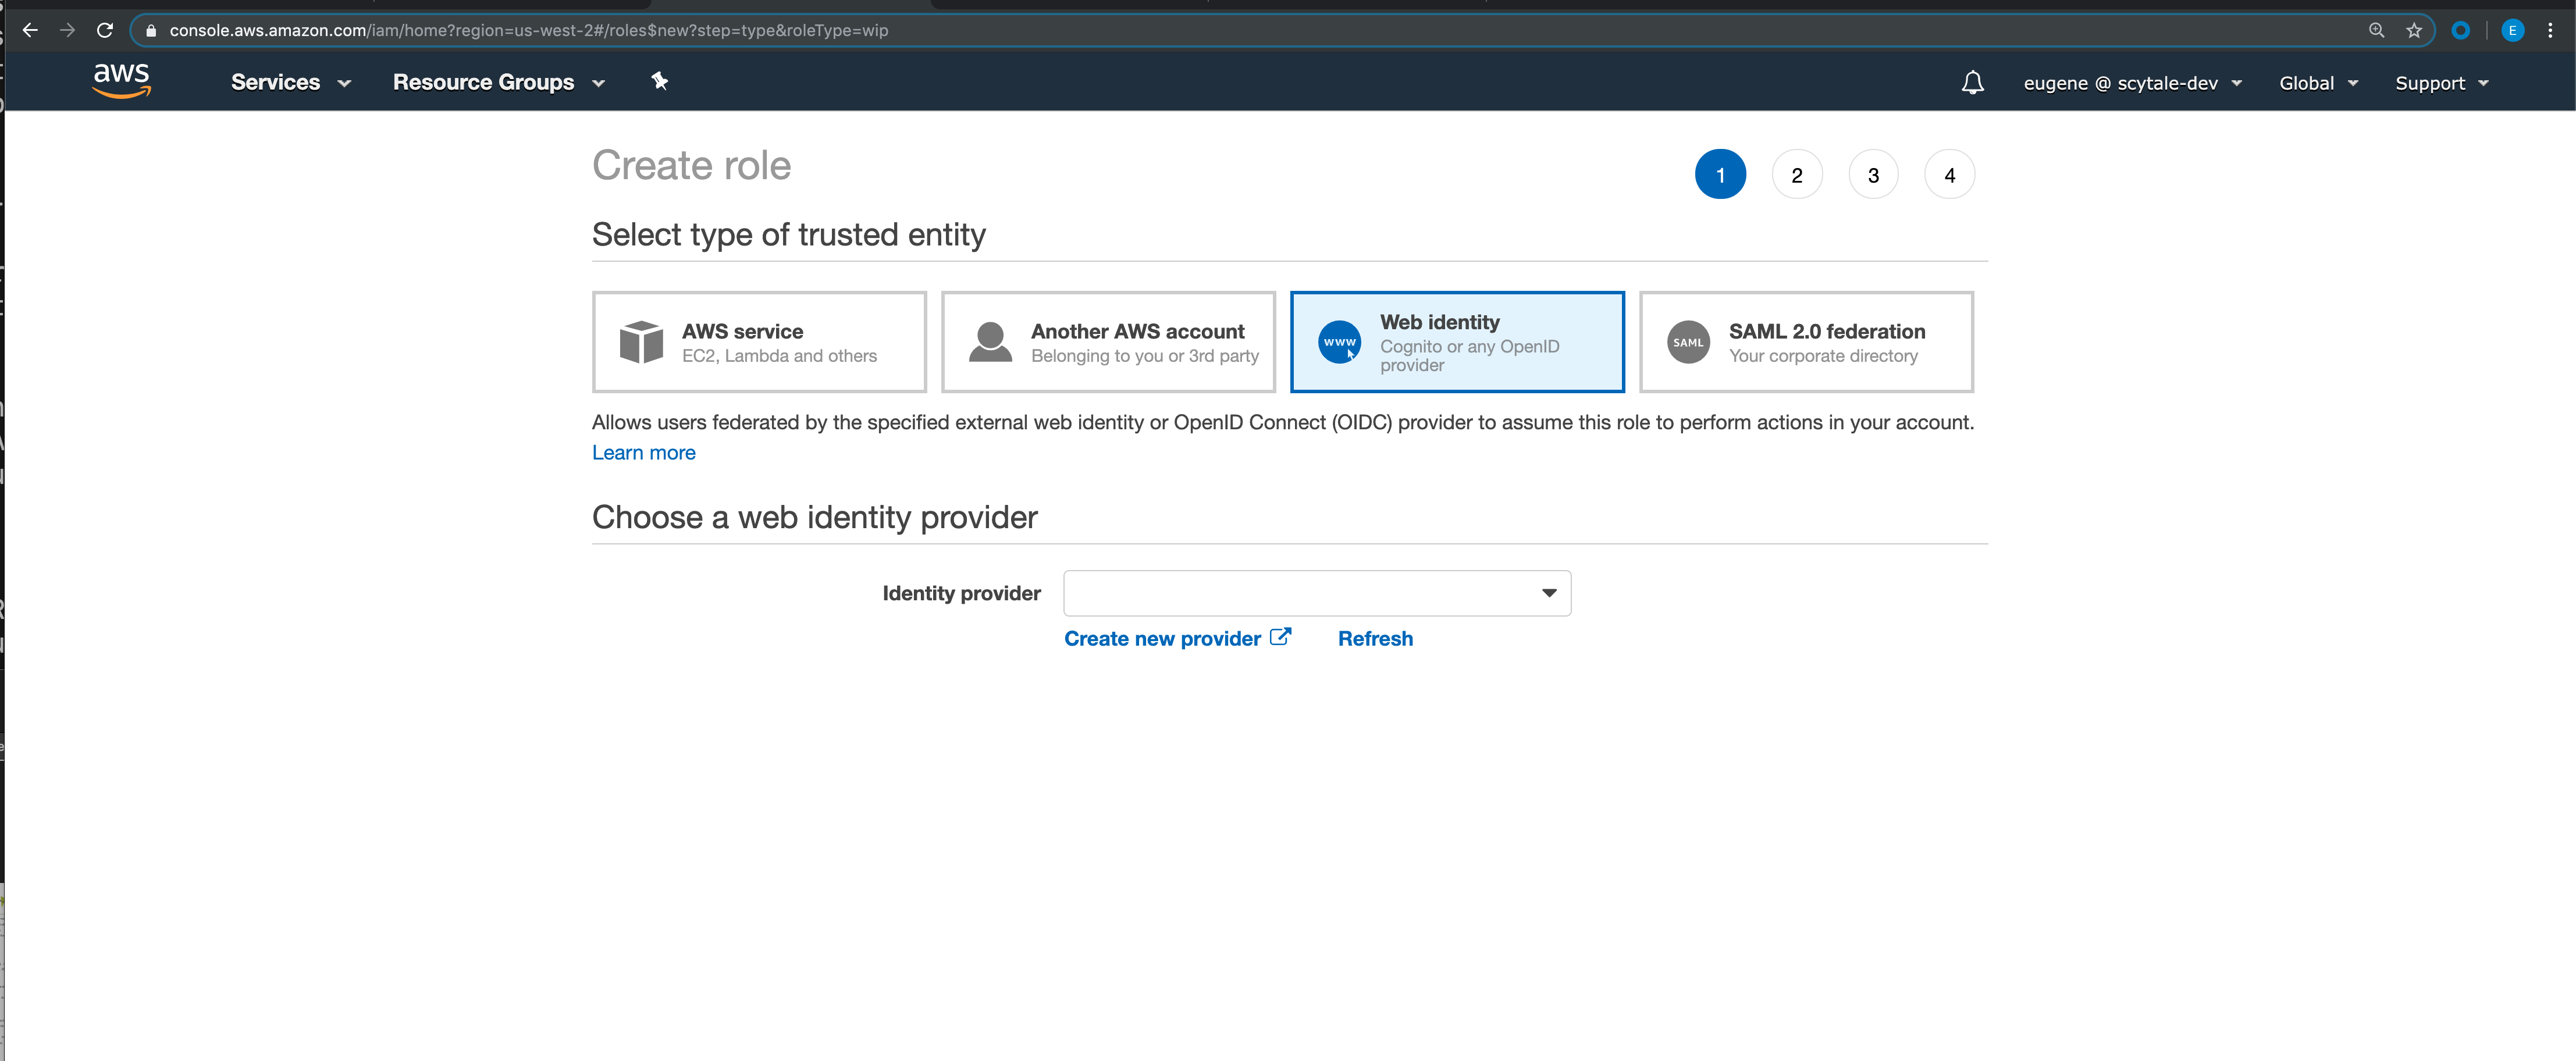 console.aws.amazon.com/iam/home?region=us-west-2#/roles$new?step=type&roleType=wip
E
aws
Services
Resource Groups
eugene @ scytale-dev
Global
Support
Create role
1
2
3
4
Select type of trusted entity
AWS service
EC2, Lambda and others
Another AWS account
Belonging to you or 3rd party
www
Web identity
Cognito or any OpenID
provider
SAML
SAML 2.0 federation
Your corporate directory
Allows users federated by the specified external web identity or OpenID Connect (OIDC) provider to assume this role to perform actions in your account.
Learn more
Choose a web identity provider
Identity provider
Create new provider
Refresh